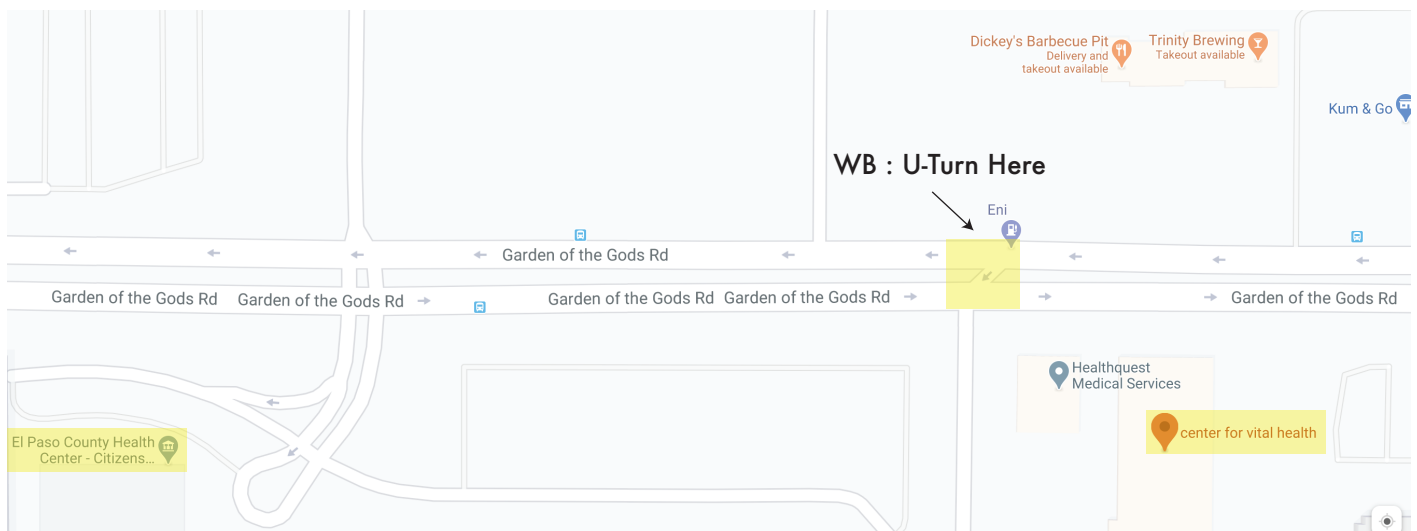 Dickey's Barbecue Pit
Delivery and
takeout available
Trinity Brewing
Takeout available
Kum & Go
WB : U-Turn Here
Eni
Garden of the Gods Rd
Garden of the Gods Rd
Garden of the Gods Rd
Garden of the Gods Rd
Garden of the Gods Rd
Garden of the Gods Rd
Healthquest
Medical Services
center for vital health
El Paso County Health
Center - Citizens...